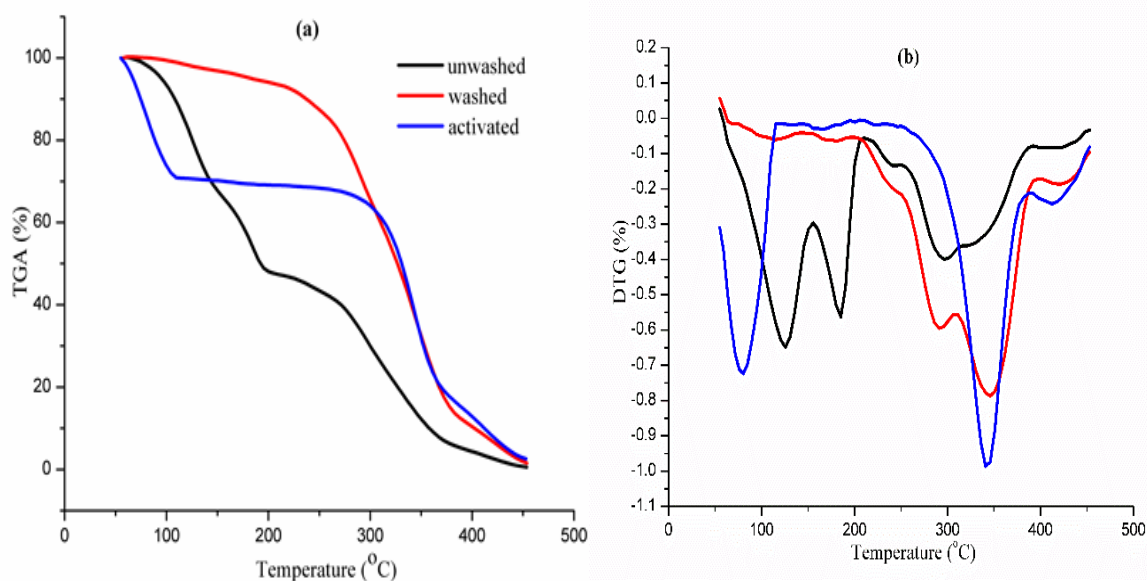 (a)
100
80
60
40
20
0
TGA (%)
0 100 200 300 400 500
Temperature (°C)
unwashed
washed
activated
(b)
0.2
0.1
0.0
-0.1
-0.2
-0.3
-0.4
-0.5
-0.6
-0.7
-0.8
-0.9
-1.0
-1.1
DTG (%)
0 100 200 300 400 500
Temperature (°C)